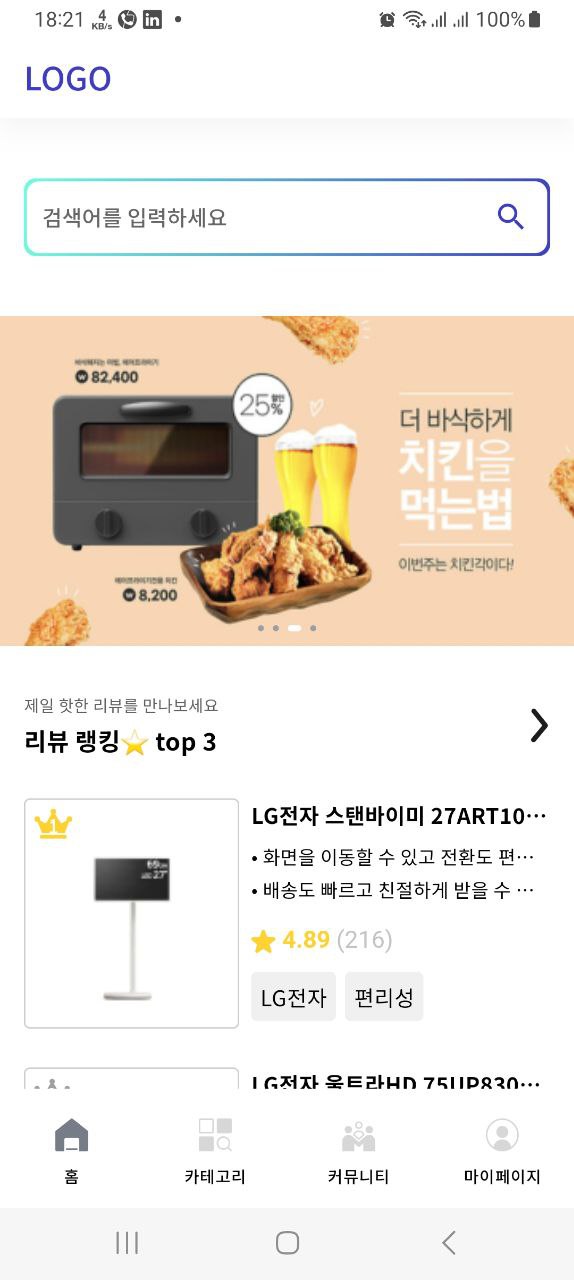 18:21
4
KB/s
100%
LOGO
검색어를 입력하세요
바삭해지는 마법, 에어프라이기
₩ 82,400
25%
할인
더 바삭하게
치킨을
먹는법
이번주는 치킨각이다!
에어프라이기전용 치킨
₩ 8,200
제일 핫한 리뷰를 만나보세요
리뷰 랭킹⭐ top 3
1
LG전자 스탠바이미 27ART10…
• 화면을 이동할 수 있고 전환도 편…
• 배송도 빠르고 친절하게 받을 수 …
4.89 (216)
LG전자 편리성
LG전자 울트라HD 75UP830…
홈 카테고리 커뮤니티 마이페이지